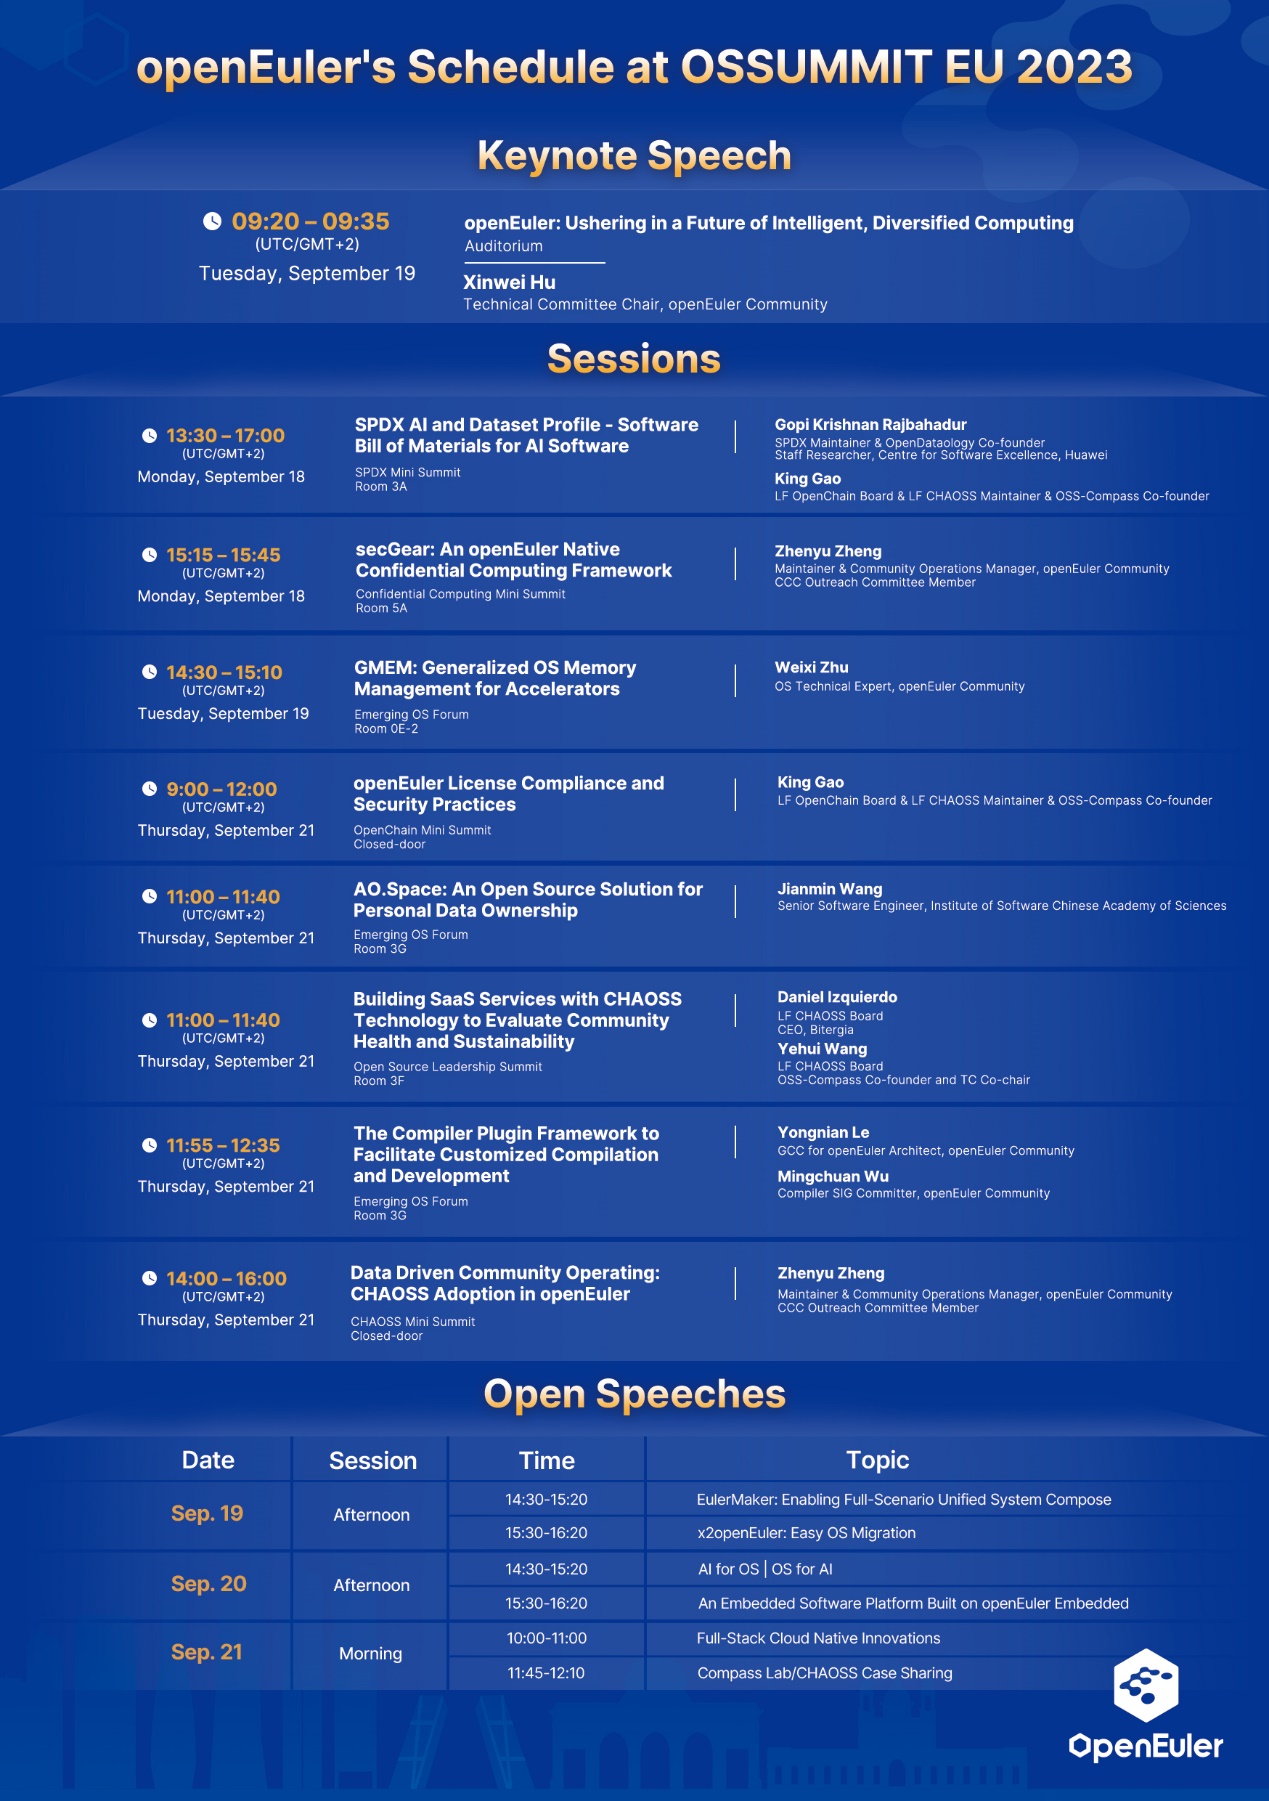 openEuler's Schedule at OSSUMMIT EU 2023
Keynote Speech
09:20 – 09:35
(UTC/GMT+2)
Tuesday, September 19
openEuler: Ushering in a Future of Intelligent, Diversified Computing
Auditorium
Xinwei Hu
Technical Committee Chair, openEuler Community
Sessions
13:30 – 17:00
(UTC/GMT+2)
Monday, September 18
SPDX AI and Dataset Profile - Software
Bill of Materials for AI Software
SPDX Mini Summit
Room 3A
Gopi Krishnan Rajbahadur
SPDX Maintainer & OpenDataology Co-founder
Staff Researcher, Centre for Software Excellence, Huawei
King Gao
LF OpenChain Board & LF CHAOSS Maintainer & OSS-Compass Co-founder
15:15 – 15:45
(UTC/GMT+2)
Monday, September 18
secGear: An openEuler Native
Confidential Computing Framework
Confidential Computing Mini Summit
Room 5A
Zhenyu Zheng
Maintainer & Community Operations Manager, openEuler Community
CCC Outreach Committee Member
14:30 – 15:10
(UTC/GMT+2)
Tuesday, September 19
GMEM: Generalized OS Memory
Management for Accelerators
Emerging OS Forum
Room 0E-2
Weixi Zhu
OS Technical Expert, openEuler Community
9:00 – 12:00
(UTC/GMT+2)
Thursday, September 21
openEuler License Compliance and
Security Practices
OpenChain Mini Summit
Closed-door
King Gao
LF OpenChain Board & LF CHAOSS Maintainer & OSS-Compass Co-founder
11:00 – 11:40
(UTC/GMT+2)
Thursday, September 21
AO.Space: An Open Source Solution for
Personal Data Ownership
Emerging OS Forum
Room 3G
Jianmin Wang
Senior Software Engineer, Institute of Software Chinese Academy of Sciences
11:00 – 11:40
(UTC/GMT+2)
Thursday, September 21
Building SaaS Services with CHAOSS
Technology to Evaluate Community
Health and Sustainability
Open Source Leadership Summit
Room 3F
Daniel Izquierdo
LF CHAOSS Board
CEO, Bitergia
Yehui Wang
LF CHAOSS Board
OSS-Compass Co-founder and TC Co-chair
11:55 – 12:35
(UTC/GMT+2)
Thursday, September 21
The Compiler Plugin Framework to
Facilitate Customized Compilation
and Development
Emerging OS Forum
Room 3G
Yongnian Le
GCC for openEuler Architect, openEuler Community
Mingchuan Wu
Compiler SIG Committer, openEuler Community
14:00 – 16:00
(UTC/GMT+2)
Thursday, September 21
Data Driven Community Operating:
CHAOSS Adoption in openEuler
CHAOSS Mini Summit
Closed-door
Zhenyu Zheng
Maintainer & Community Operations Manager, openEuler Community
CCC Outreach Committee Member
Open Speeches
Date Session Time Topic
Sep. 19 Afternoon
14:30-15:20 EulerMaker: Enabling Full-Scenario Unified System Compose
15:30-16:20 x2openEuler: Easy OS Migration
Sep. 20 Afternoon
14:30-15:20 AI for OS | OS for AI
15:30-16:20 An Embedded Software Platform Built on openEuler Embedded
Sep. 21 Morning
10:00-11:00 Full-Stack Cloud Native Innovations
11:45-12:10 Compass Lab/CHAOSS Case Sharing
OpenEuler